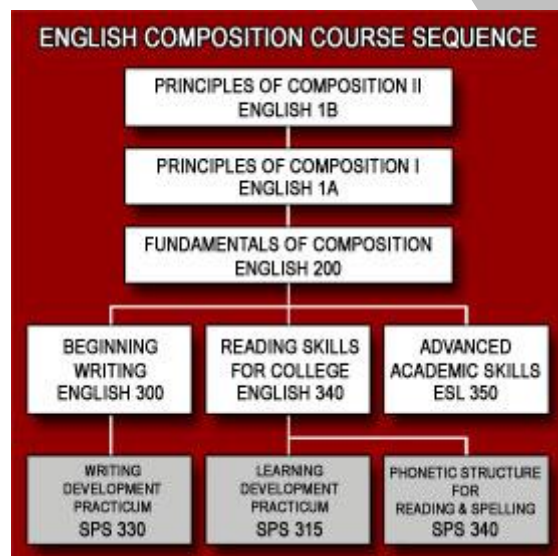 ENGLISH COMPOSITION COURSE SEQUENCE
PRINCIPLES OF COMPOSITION II
ENGLISH 1B
PRINCIPLES OF COMPOSITION I
ENGLISH 1A
FUNDAMENTALS OF COMPOSITION
ENGLISH 200
BEGINNING
WRITING
ENGLISH 300
READING SKILLS
FOR COLLEGE
ENGLISH 340
ADVANCED
ACADEMIC SKILLS
ESL 350
WRITING
DEVELOPMENT
PRACTICUM
SPS 330
LEARNING
DEVELOPMENT
PRACTICUM
SPS 315
PHONETIC STRUCTURE
FOR
READING & SPELLING
SPS 340